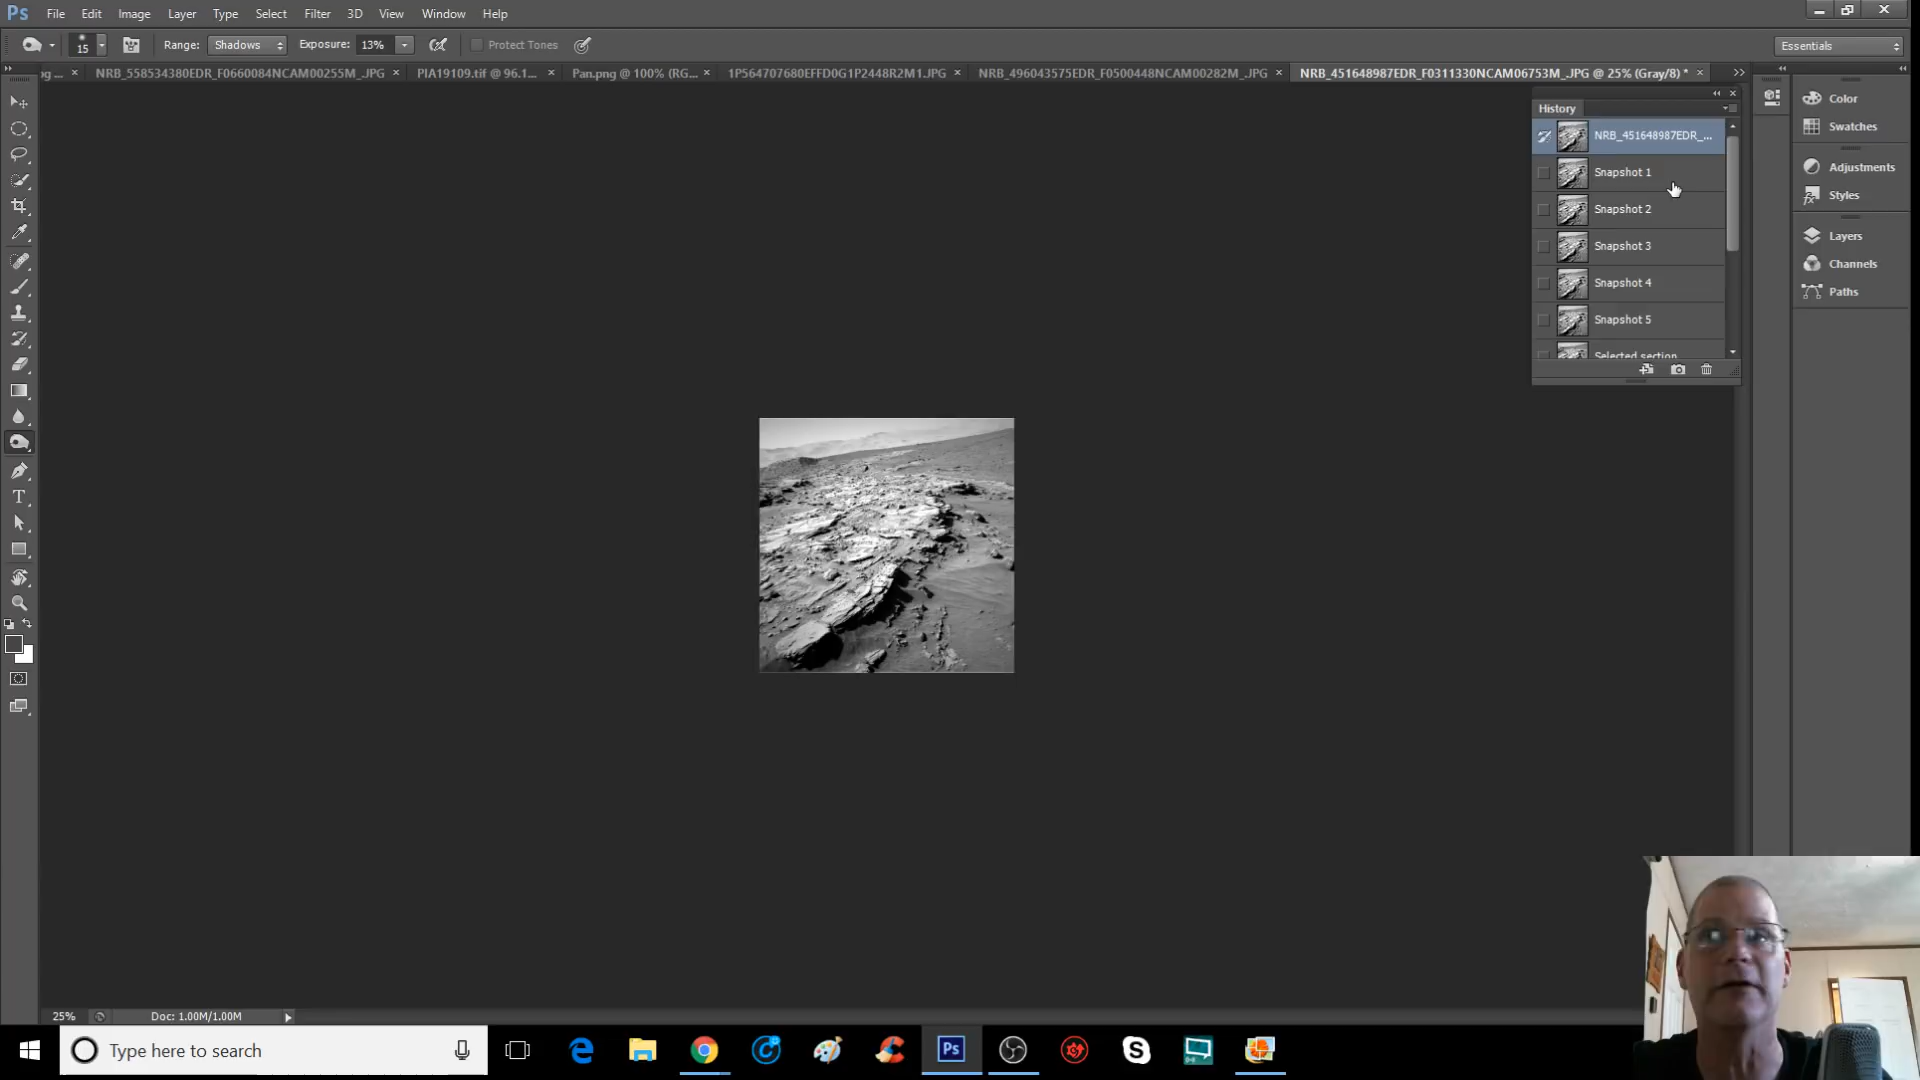 Ps File Edit Image Layer Type Select Filter 3D View Window Help
15 Range: Shadows Exposure: 13% Protect Tones Essentials
NRB_558534380EDR_F0660084NCAM00255M_.JPG PIA19109.tif @ 96.1... Pan.png @ 100% (RG... 1P564707680EFFD0G1P2448R2M1.JPG NRB_496043575EDR_F0500448NCAM00282M_.JPG NRB_451648987EDR_F0311330NCAM06753M_.JPG @ 25% (Gray/8) *
History
NRB_451648987EDR_...
Snapshot 1
Snapshot 2
Snapshot 3
Snapshot 4
Snapshot 5
Selected section
Color
Swatches
Adjustments
Styles
Layers
Channels
Paths
25% Doc: 1.00M/1.00M
Type here to search
Ps